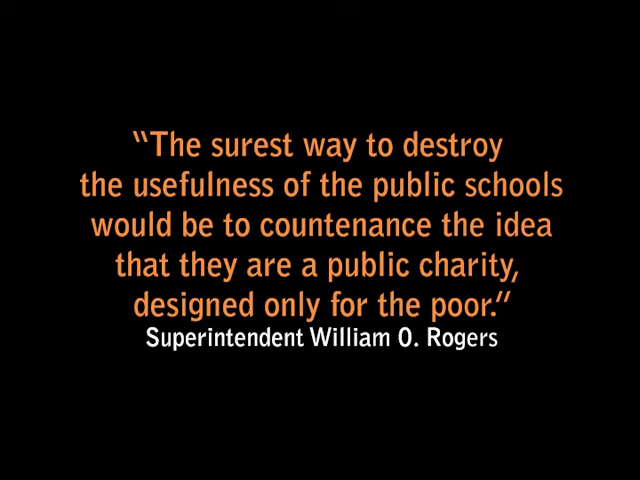 “The surest way to destroy
the usefulness of the public schools
would be to countenance the idea
that they are a public charity,
designed only for the poor.”
Superintendent William O. Rogers